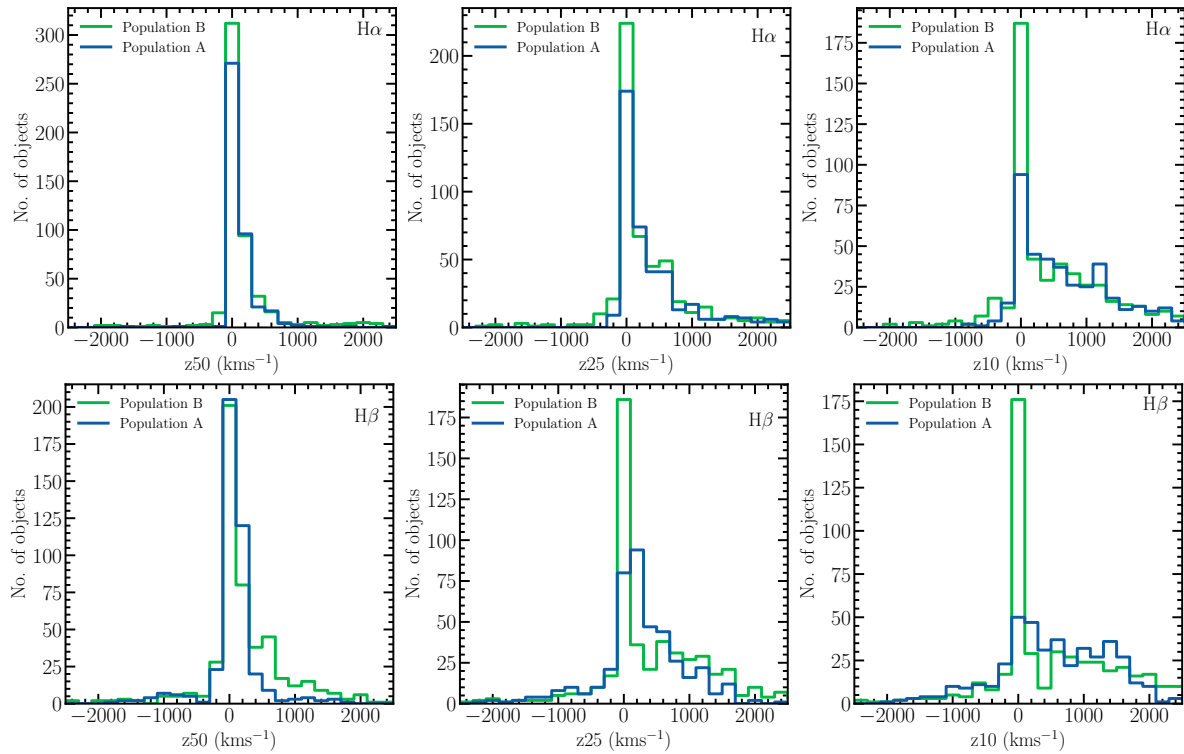 Population B
Population A
Hα
No. of objects
300
250
200
150
100
50
0
−2000 −1000 0 1000 2000
z50 (kms⁻¹)
Population B
Population A
Hα
No. of objects
200
150
100
50
0
−2000 −1000 0 1000 2000
z25 (kms⁻¹)
Population B
Population A
Hα
No. of objects
175
150
125
100
75
50
25
0
−2000 −1000 0 1000 2000
z10 (kms⁻¹)
Population B
Population A
Hβ
No. of objects
200
175
150
125
100
75
50
25
0
−2000 −1000 0 1000 2000
z50 (kms⁻¹)
Population B
Population A
Hβ
No. of objects
175
150
125
100
75
50
25
0
−2000 −1000 0 1000 2000
z25 (kms⁻¹)
Population B
Population A
Hβ
No. of objects
175
150
125
100
75
50
25
0
−2000 −1000 0 1000 2000
z10 (kms⁻¹)